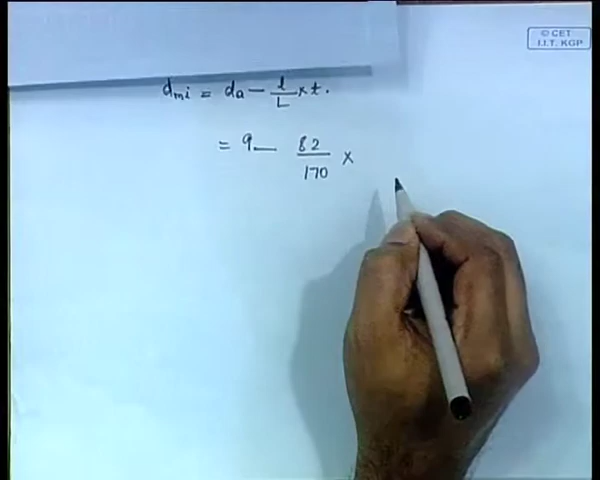 © CET
I.I.T. KGP
dmi = da — l/L × t.
= 9 — 82/170 ×